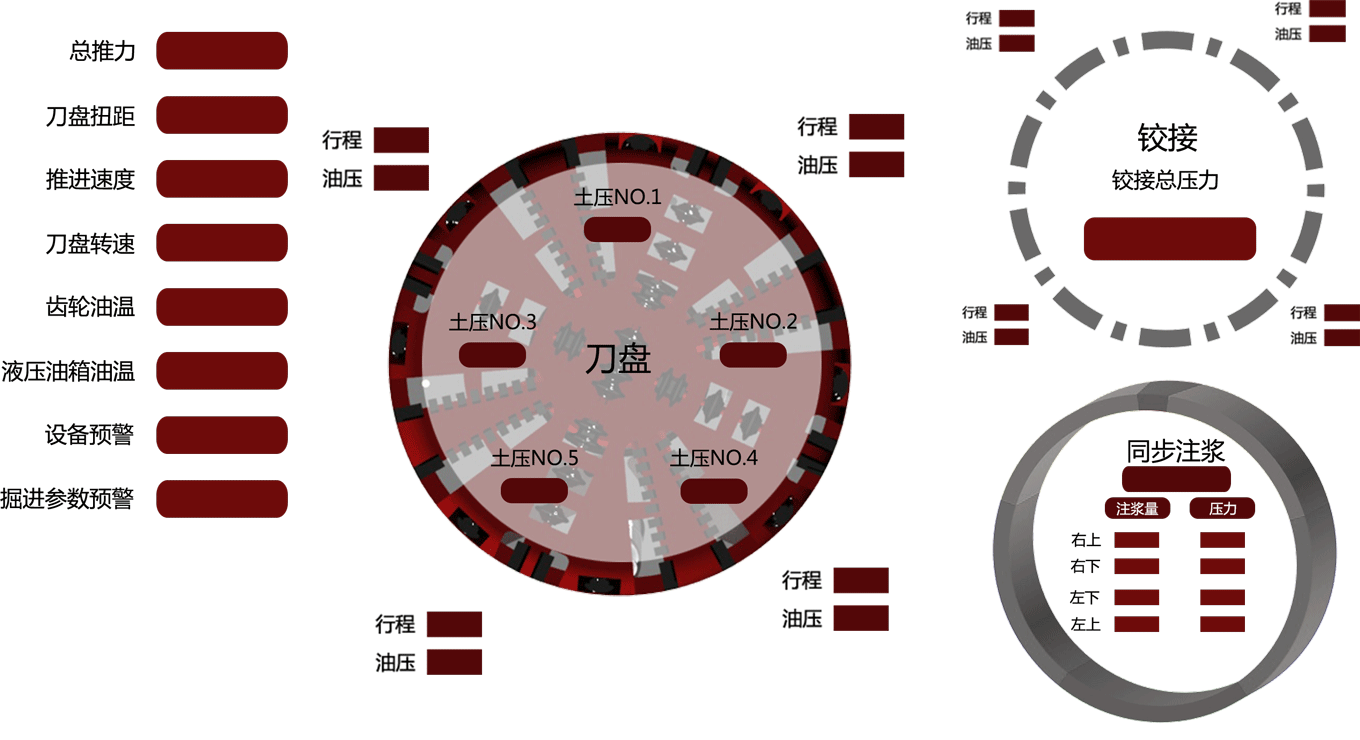 总推力
刀盘扭距
推进速度
刀盘转速
齿轮油温
液压油箱油温
设备预警
掘进参数预警
行程
油压
行程
油压
土压NO.1
土压NO.3
土压NO.2
刀盘
土压NO.5
土压NO.4
行程
油压
行程
油压
行程
油压
行程
油压
铰接
铰接总压力
行程
油压
行程
油压
同步注浆
注浆量 压力
右上
右下
左下
左上